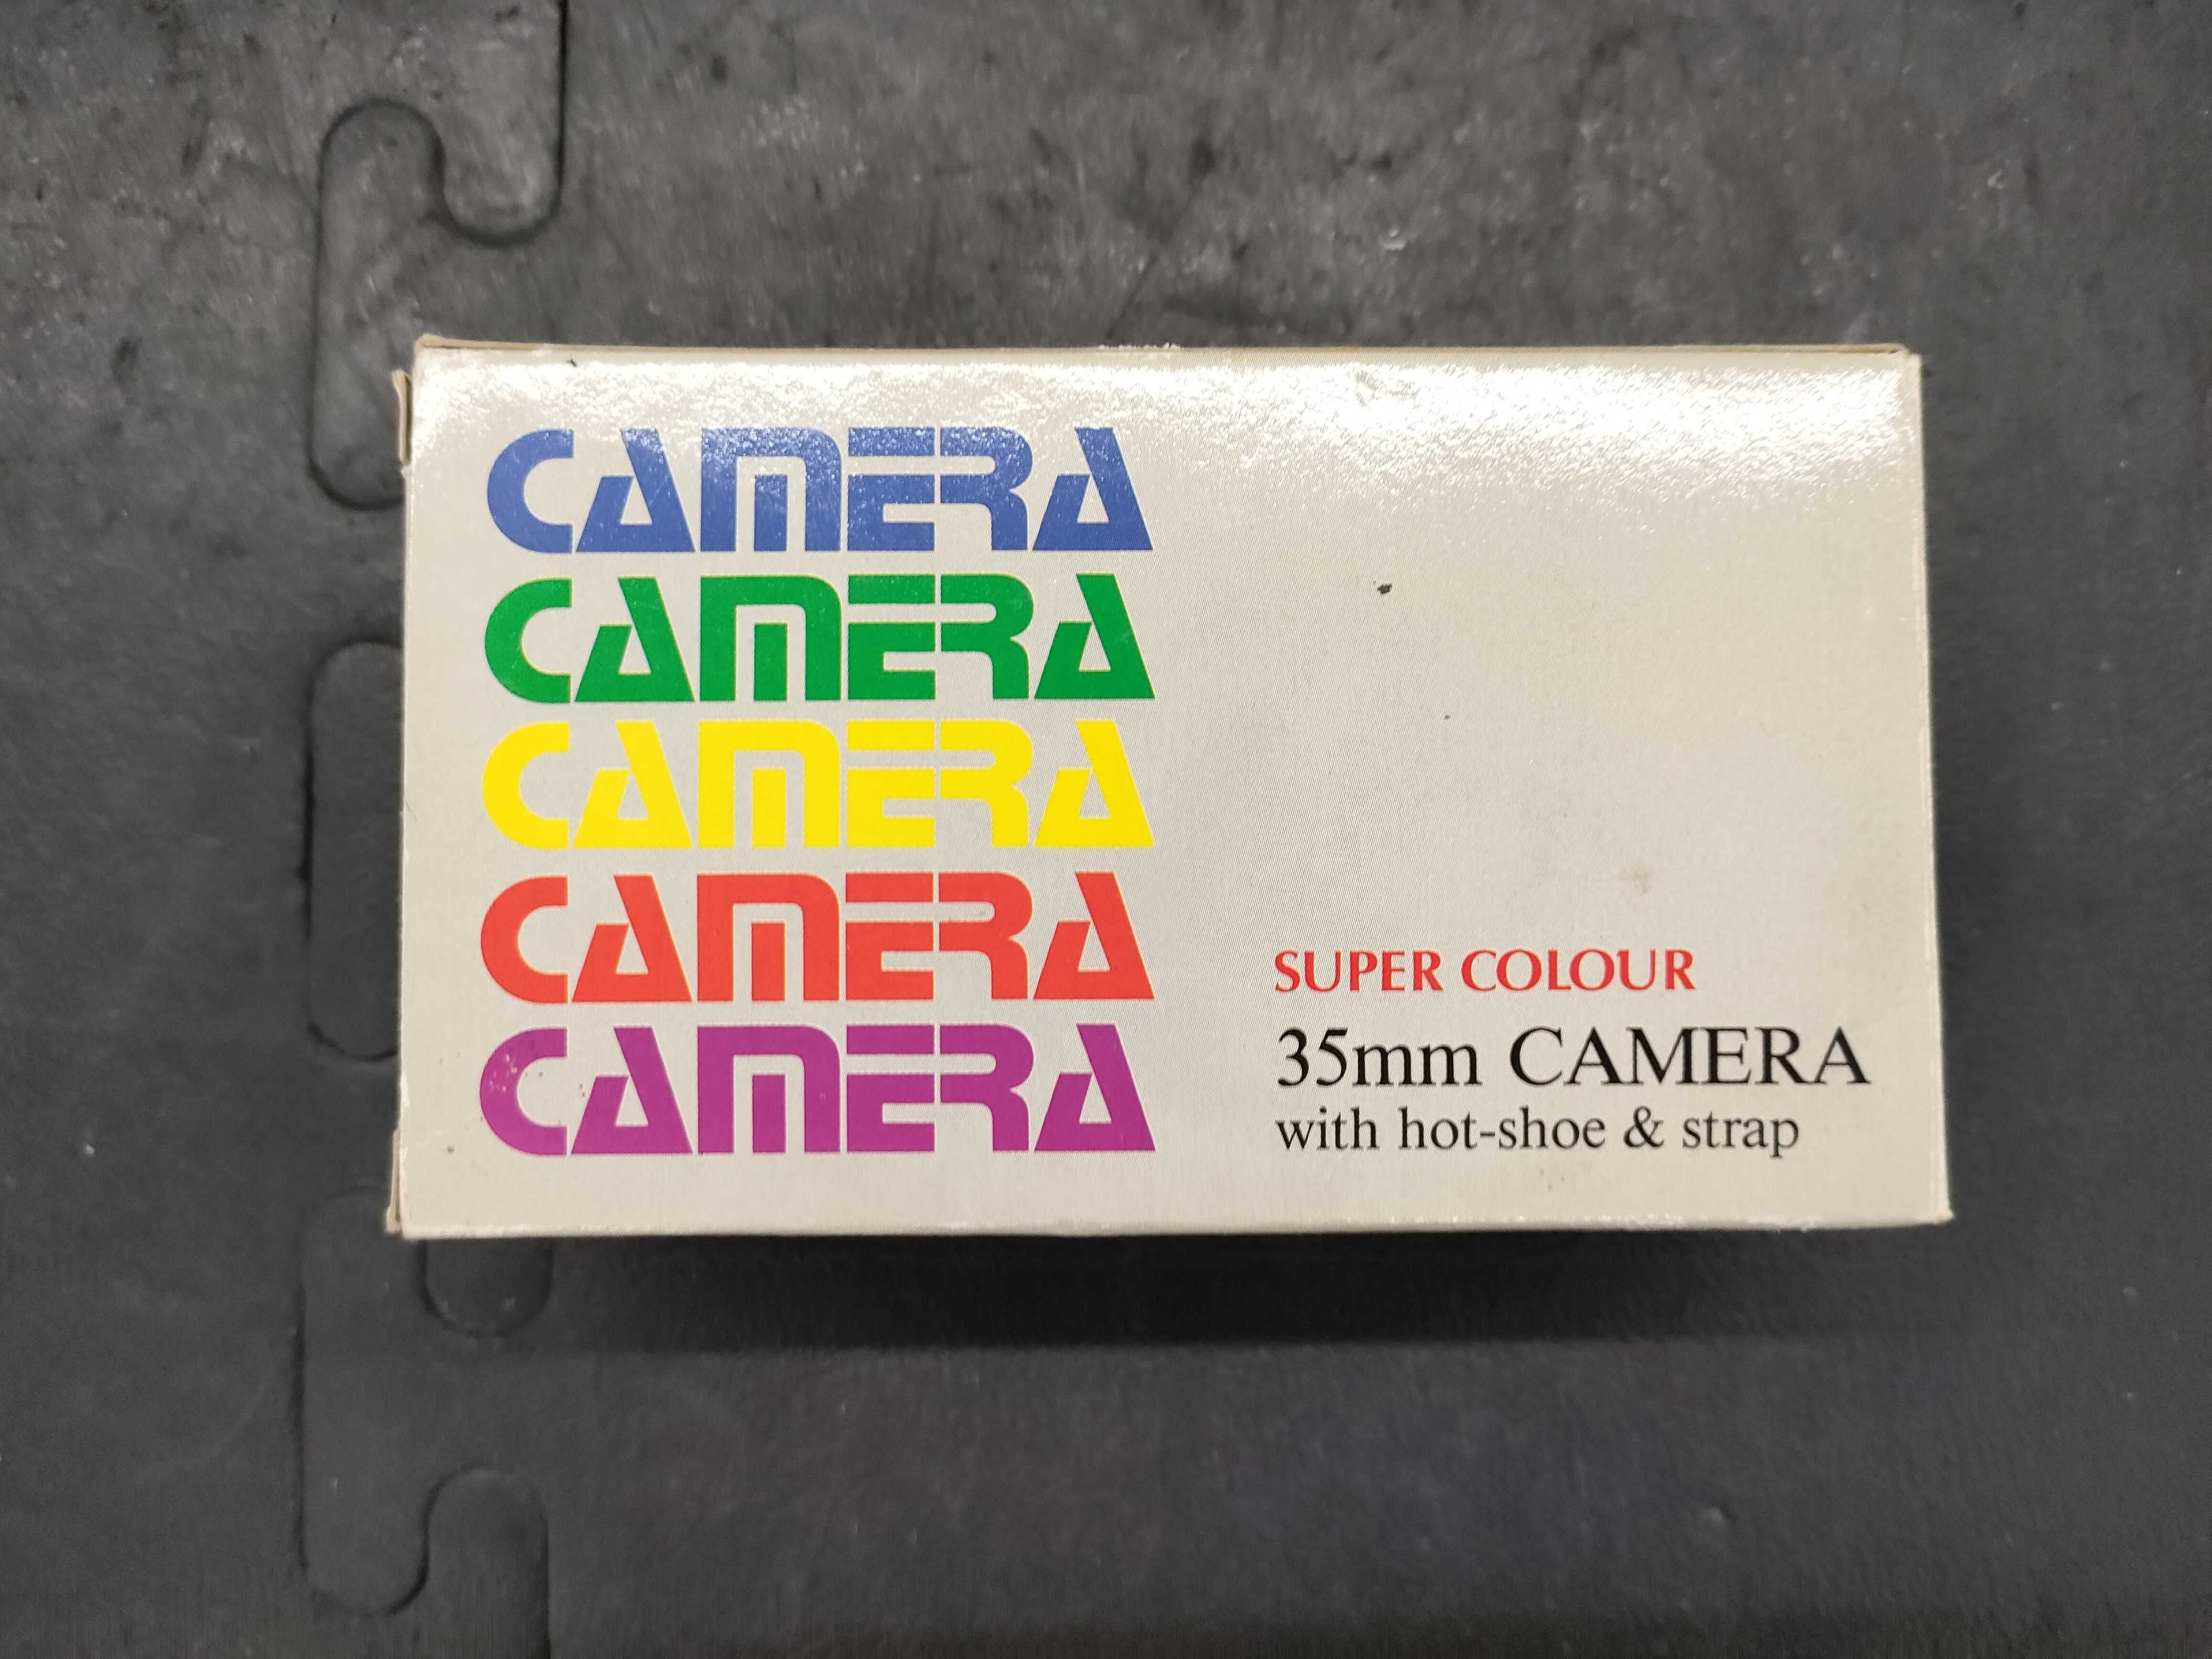 CAMERA
CAMERA
CAMERA
CAMERA
CAMERA
SUPER COLOUR
35mm CAMERA
with hot-shoe & strap